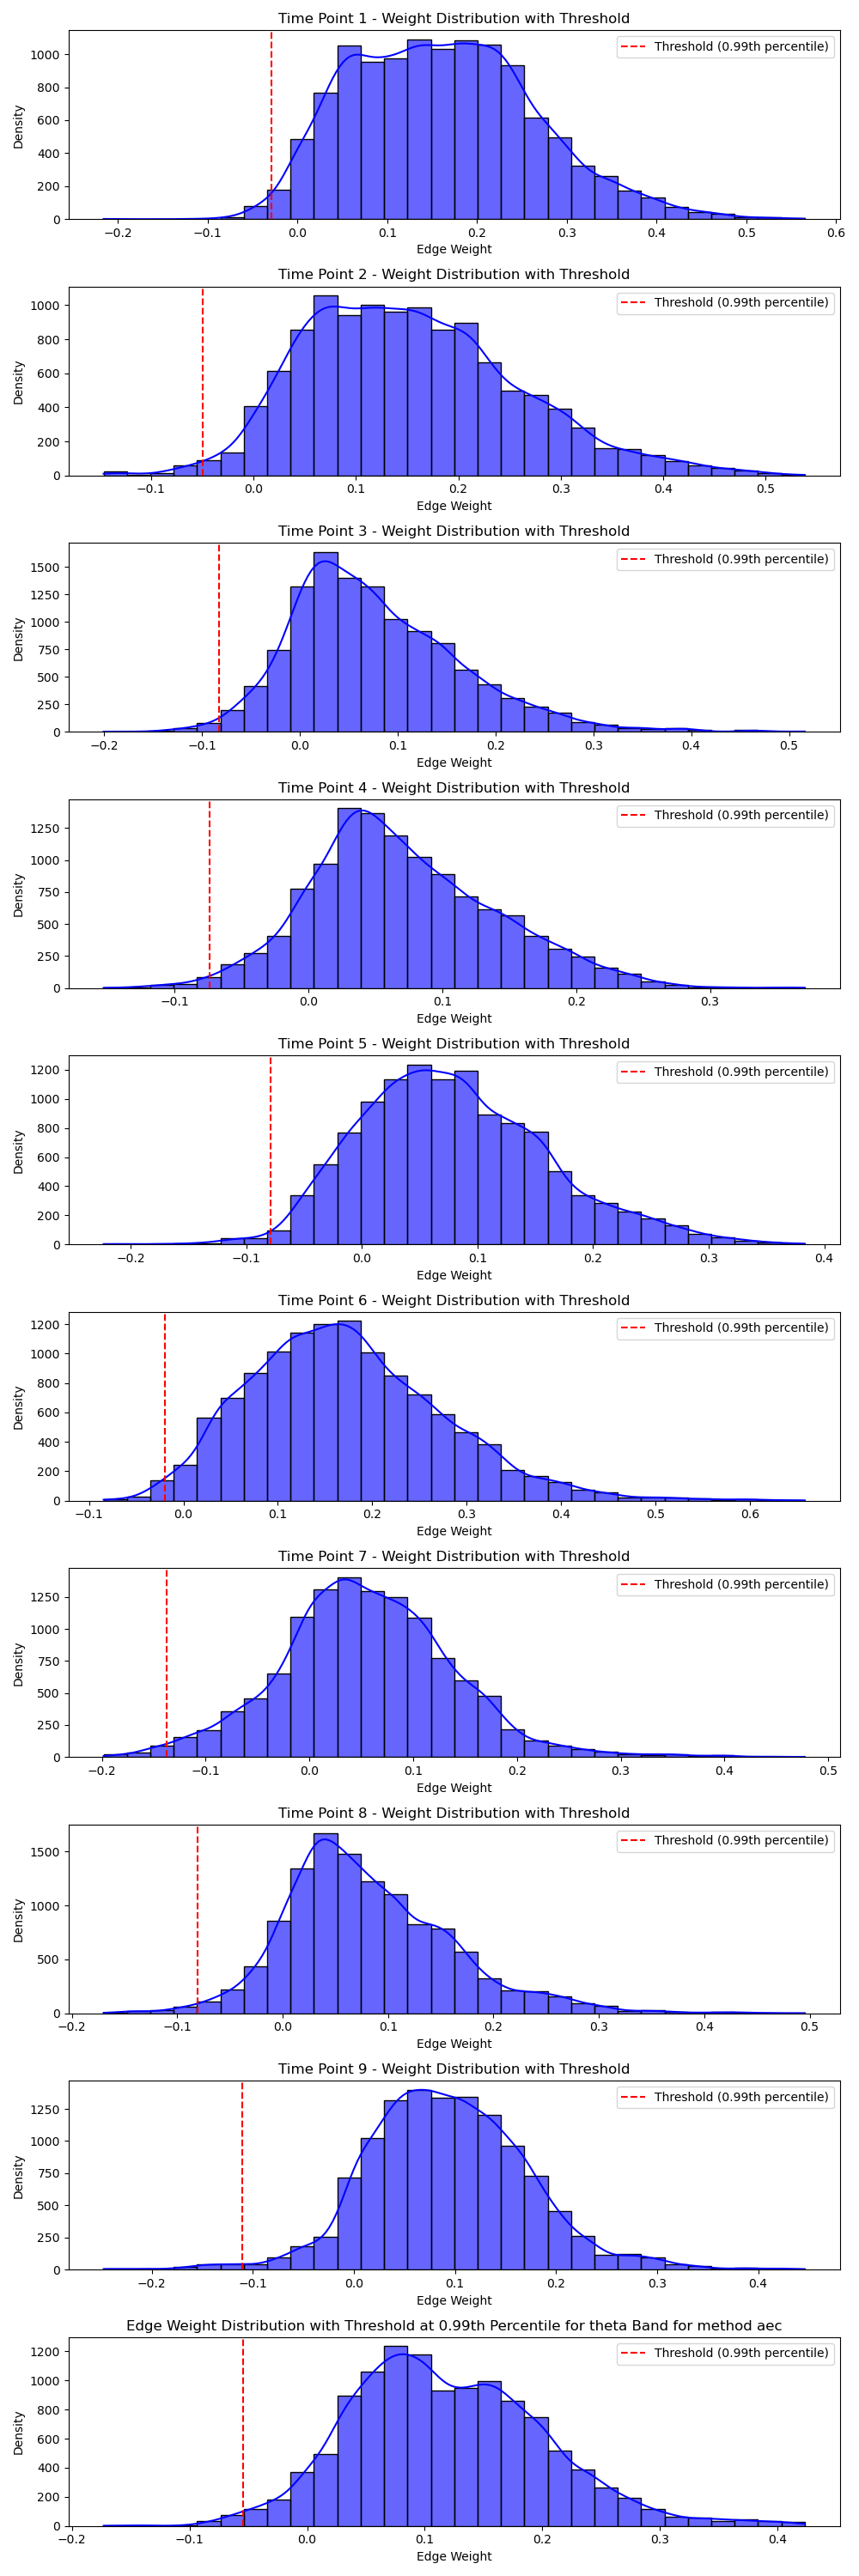 Time Point 1 - Weight Distribution with Threshold
Threshold (0.99th percentile)
Density
1000
800
600
400
200
0
−0.2 −0.1 0.0 0.1 0.2 0.3 0.4 0.5 0.6
Edge Weight
Time Point 2 - Weight Distribution with Threshold
Threshold (0.99th percentile)
Density
1000
800
600
400
200
0
−0.1 0.0 0.1 0.2 0.3 0.4 0.5
Edge Weight
Time Point 3 - Weight Distribution with Threshold
Threshold (0.99th percentile)
Density
1500
1250
1000
750
500
250
0
−0.2 −0.1 0.0 0.1 0.2 0.3 0.4 0.5
Edge Weight
Time Point 4 - Weight Distribution with Threshold
Threshold (0.99th percentile)
Density
1250
1000
750
500
250
0
−0.1 0.0 0.1 0.2 0.3
Edge Weight
Time Point 5 - Weight Distribution with Threshold
Threshold (0.99th percentile)
Density
1200
1000
800
600
400
200
0
−0.2 −0.1 0.0 0.1 0.2 0.3 0.4
Edge Weight
Time Point 6 - Weight Distribution with Threshold
Threshold (0.99th percentile)
Density
1200
1000
800
600
400
200
0
−0.1 0.0 0.1 0.2 0.3 0.4 0.5 0.6
Edge Weight
Time Point 7 - Weight Distribution with Threshold
Threshold (0.99th percentile)
Density
1250
1000
750
500
250
0
−0.2 −0.1 0.0 0.1 0.2 0.3 0.4 0.5
Edge Weight
Time Point 8 - Weight Distribution with Threshold
Threshold (0.99th percentile)
Density
1500
1000
500
0
−0.2 −0.1 0.0 0.1 0.2 0.3 0.4 0.5
Edge Weight
Time Point 9 - Weight Distribution with Threshold
Threshold (0.99th percentile)
Density
1250
1000
750
500
250
0
−0.2 −0.1 0.0 0.1 0.2 0.3 0.4
Edge Weight
Edge Weight Distribution with Threshold at 0.99th Percentile for theta Band for method aec
Threshold (0.99th percentile)
Density
1200
1000
800
600
400
200
0
−0.2 −0.1 0.0 0.1 0.2 0.3 0.4
Edge Weight